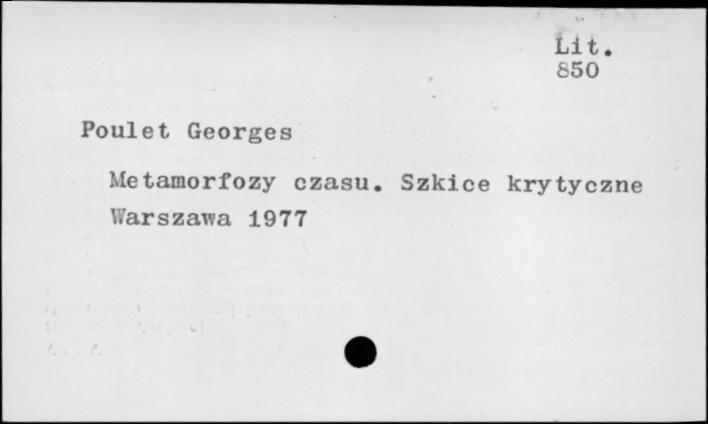 Lit.
850
Poulet Georges
Metamorfozy czasu. Szkice krytyczne
Warszawa 1977